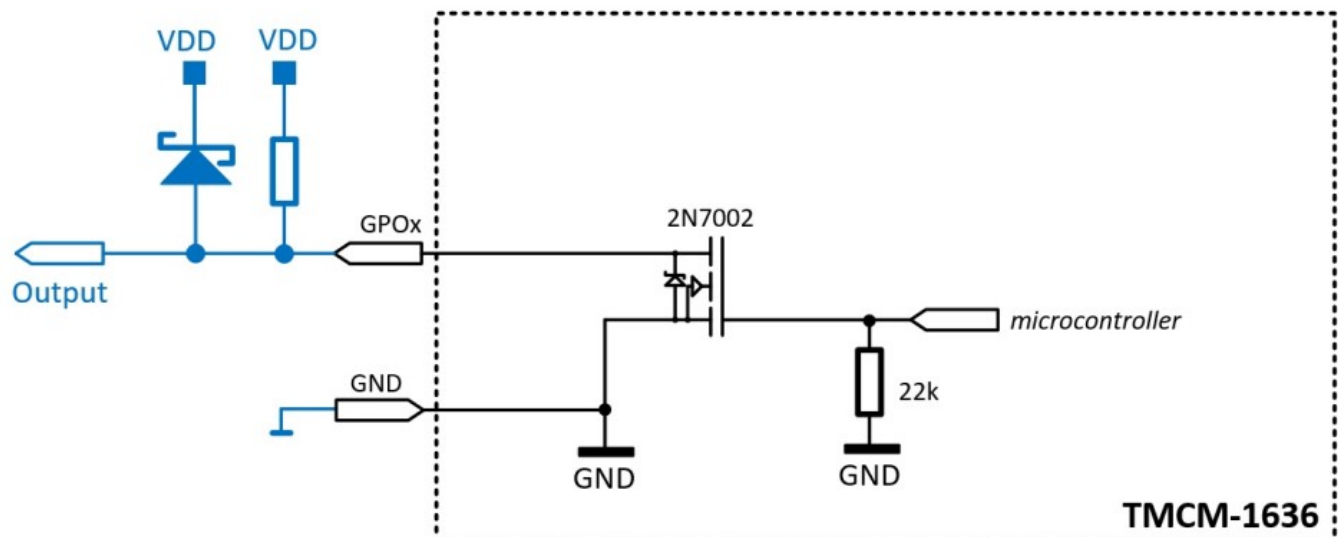 VDD VDD
2N7002
GPOx
Output
microcontroller
GND
22k
GND
GND
TMCM-1636